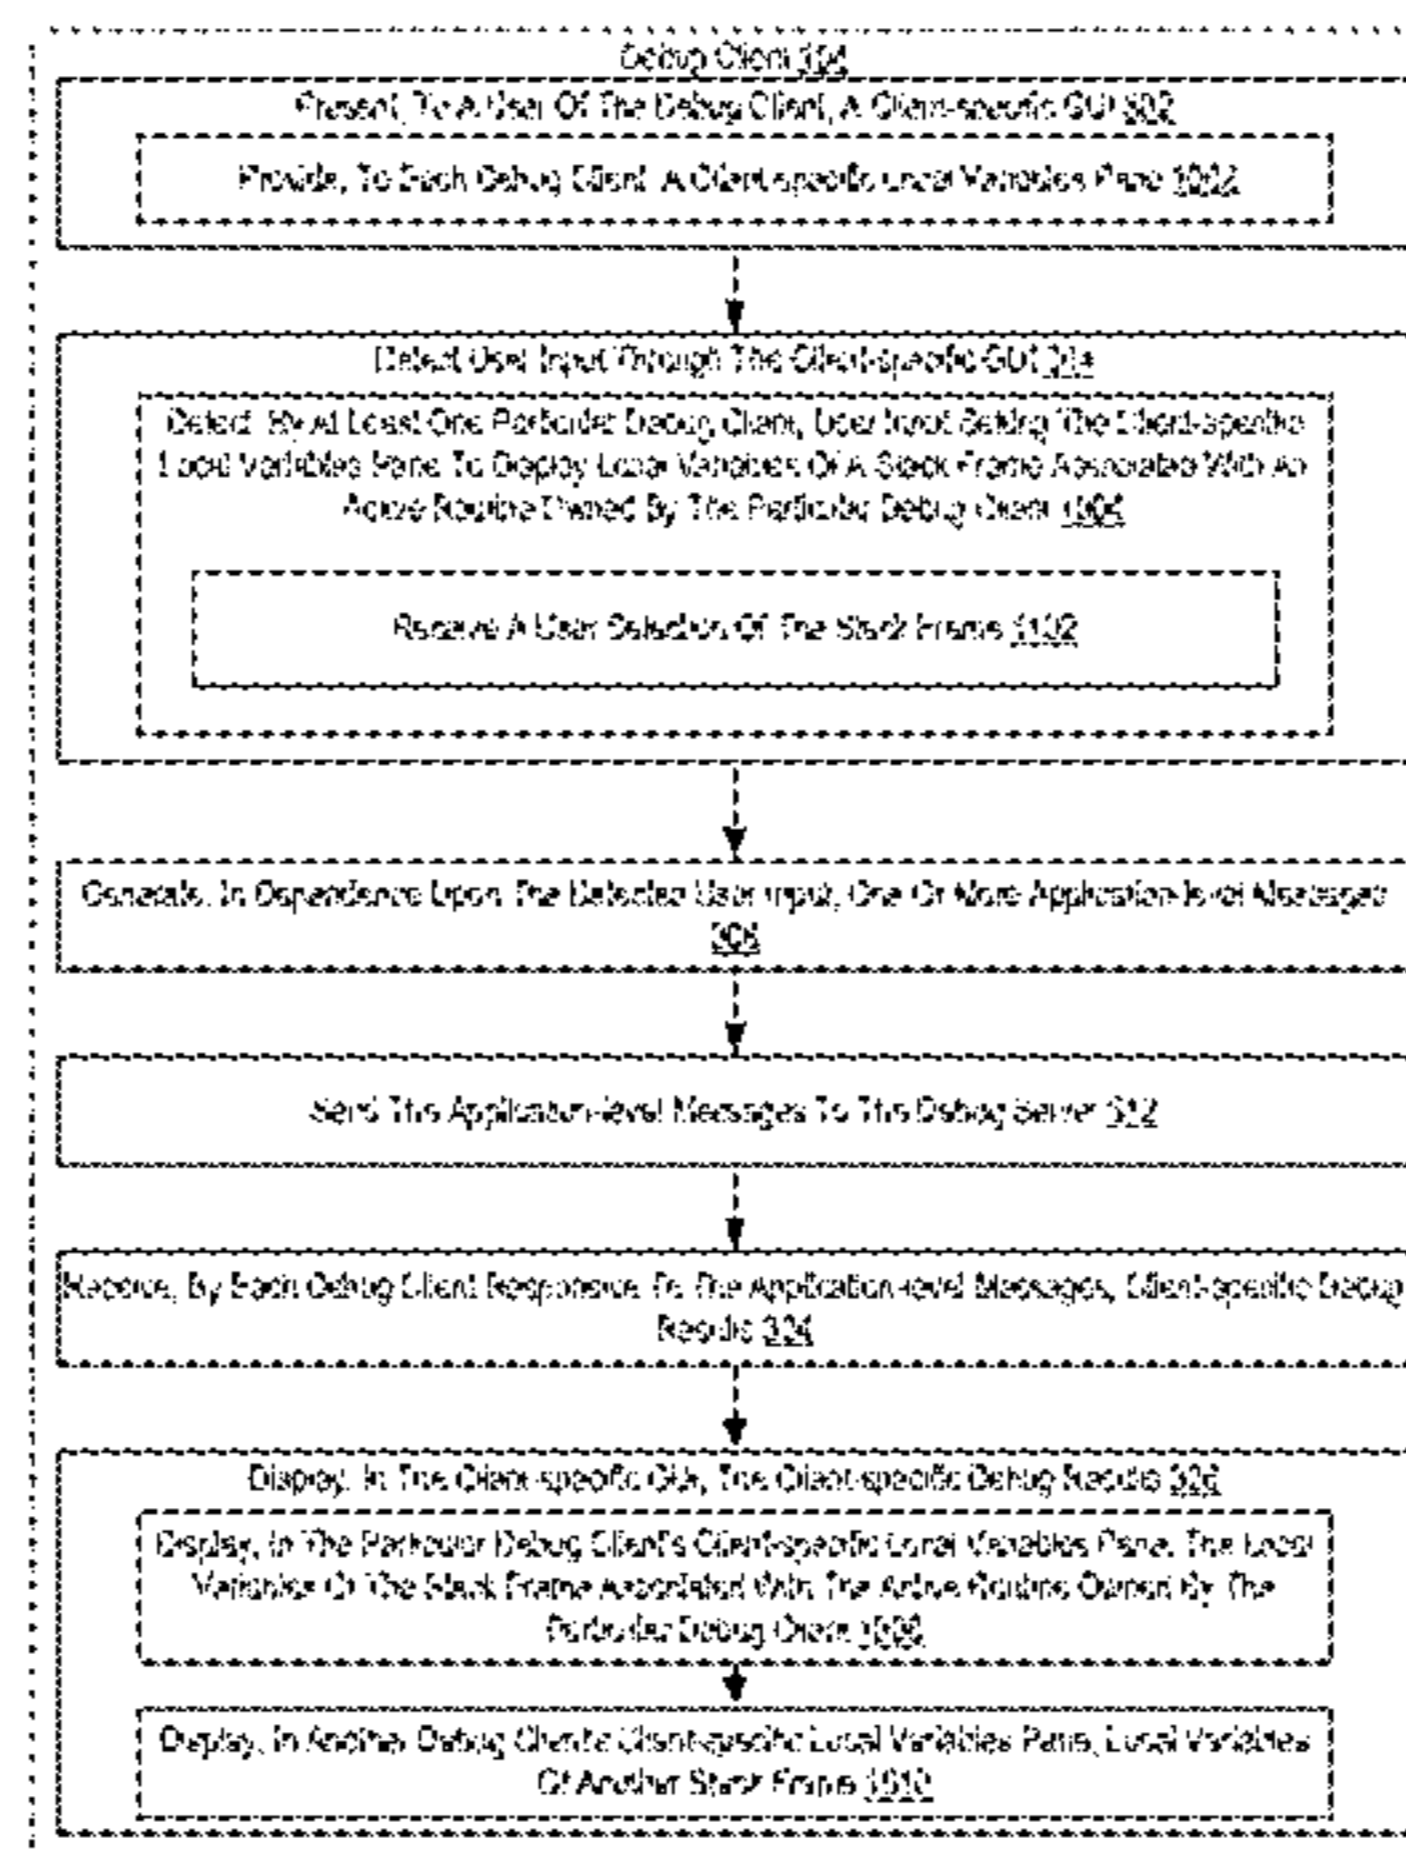 Debug Client
Present, To A User Of The Debug Client, A Client-specific GUI
Provide, To Each Debug Client, A Client-specific Local Variables Pane
Detect User Input Through The Client-specific GUI
Detect, By At Least One Particular Debug Client, User Input Setting The Client-specific
Local Variables Pane To Display Local Variables Of A Stack Frame Associated With An
Active Routine Owned By The Particular Debug Client
Receive A User Selection Of The Stack Frame 1102
Generate, In Dependence Upon The Detected User Input, One Or More Application-level Messages
Send The Application-level Messages To The Debug Server 312
Receive, By Each Debug Client Responsive To The Application-level Messages, Client-specific Debug
Results 324
Display, In The Client-specific GUI, The Client-specific Debug Results 326
Display, In The Particular Debug Client's Client-specific Local Variables Pane, The Local
Variables Of The Stack Frame Associated With The Active Routine Owned By The
Particular Debug Client
Display, In Another Debug Client's Client-specific Local Variables Pane, Local Variables
Of Another Stack Frame